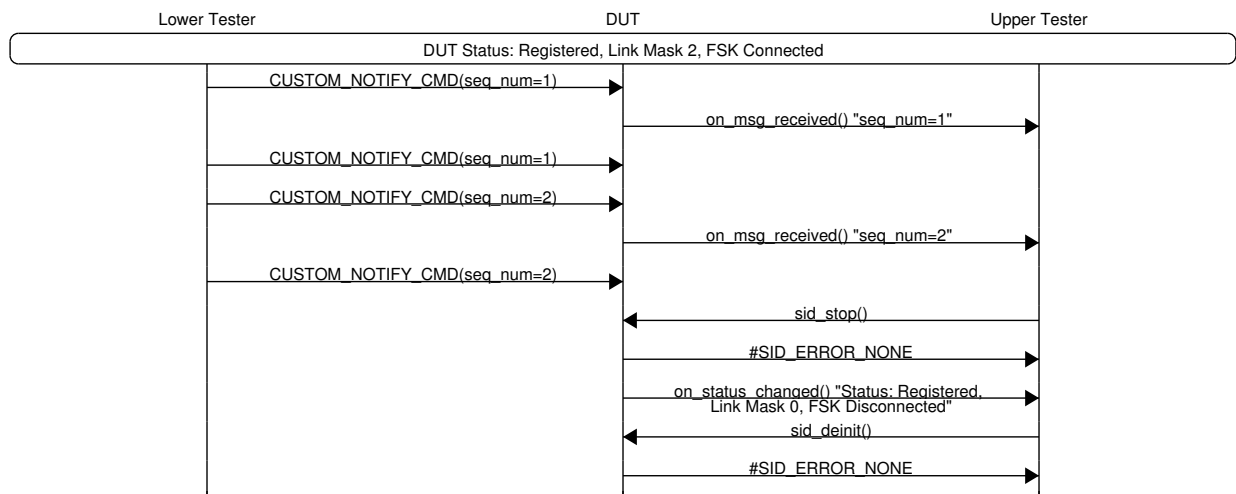 Lower Tester DUT Upper Tester
DUT Status: Registered, Link Mask 2, FSK Connected
CUSTOM_NOTIFY_CMD(seq_num=1)
on_msg_received() "seq_num=1"
CUSTOM_NOTIFY_CMD(seq_num=1)
CUSTOM_NOTIFY_CMD(seq_num=2)
on_msg_received() "seq_num=2"
CUSTOM_NOTIFY_CMD(seq_num=2)
sid_stop()
#SID_ERROR_NONE
on_status_changed() "Status: Registered,
Link Mask 0, FSK Disconnected"
sid_deinit()
#SID_ERROR_NONE